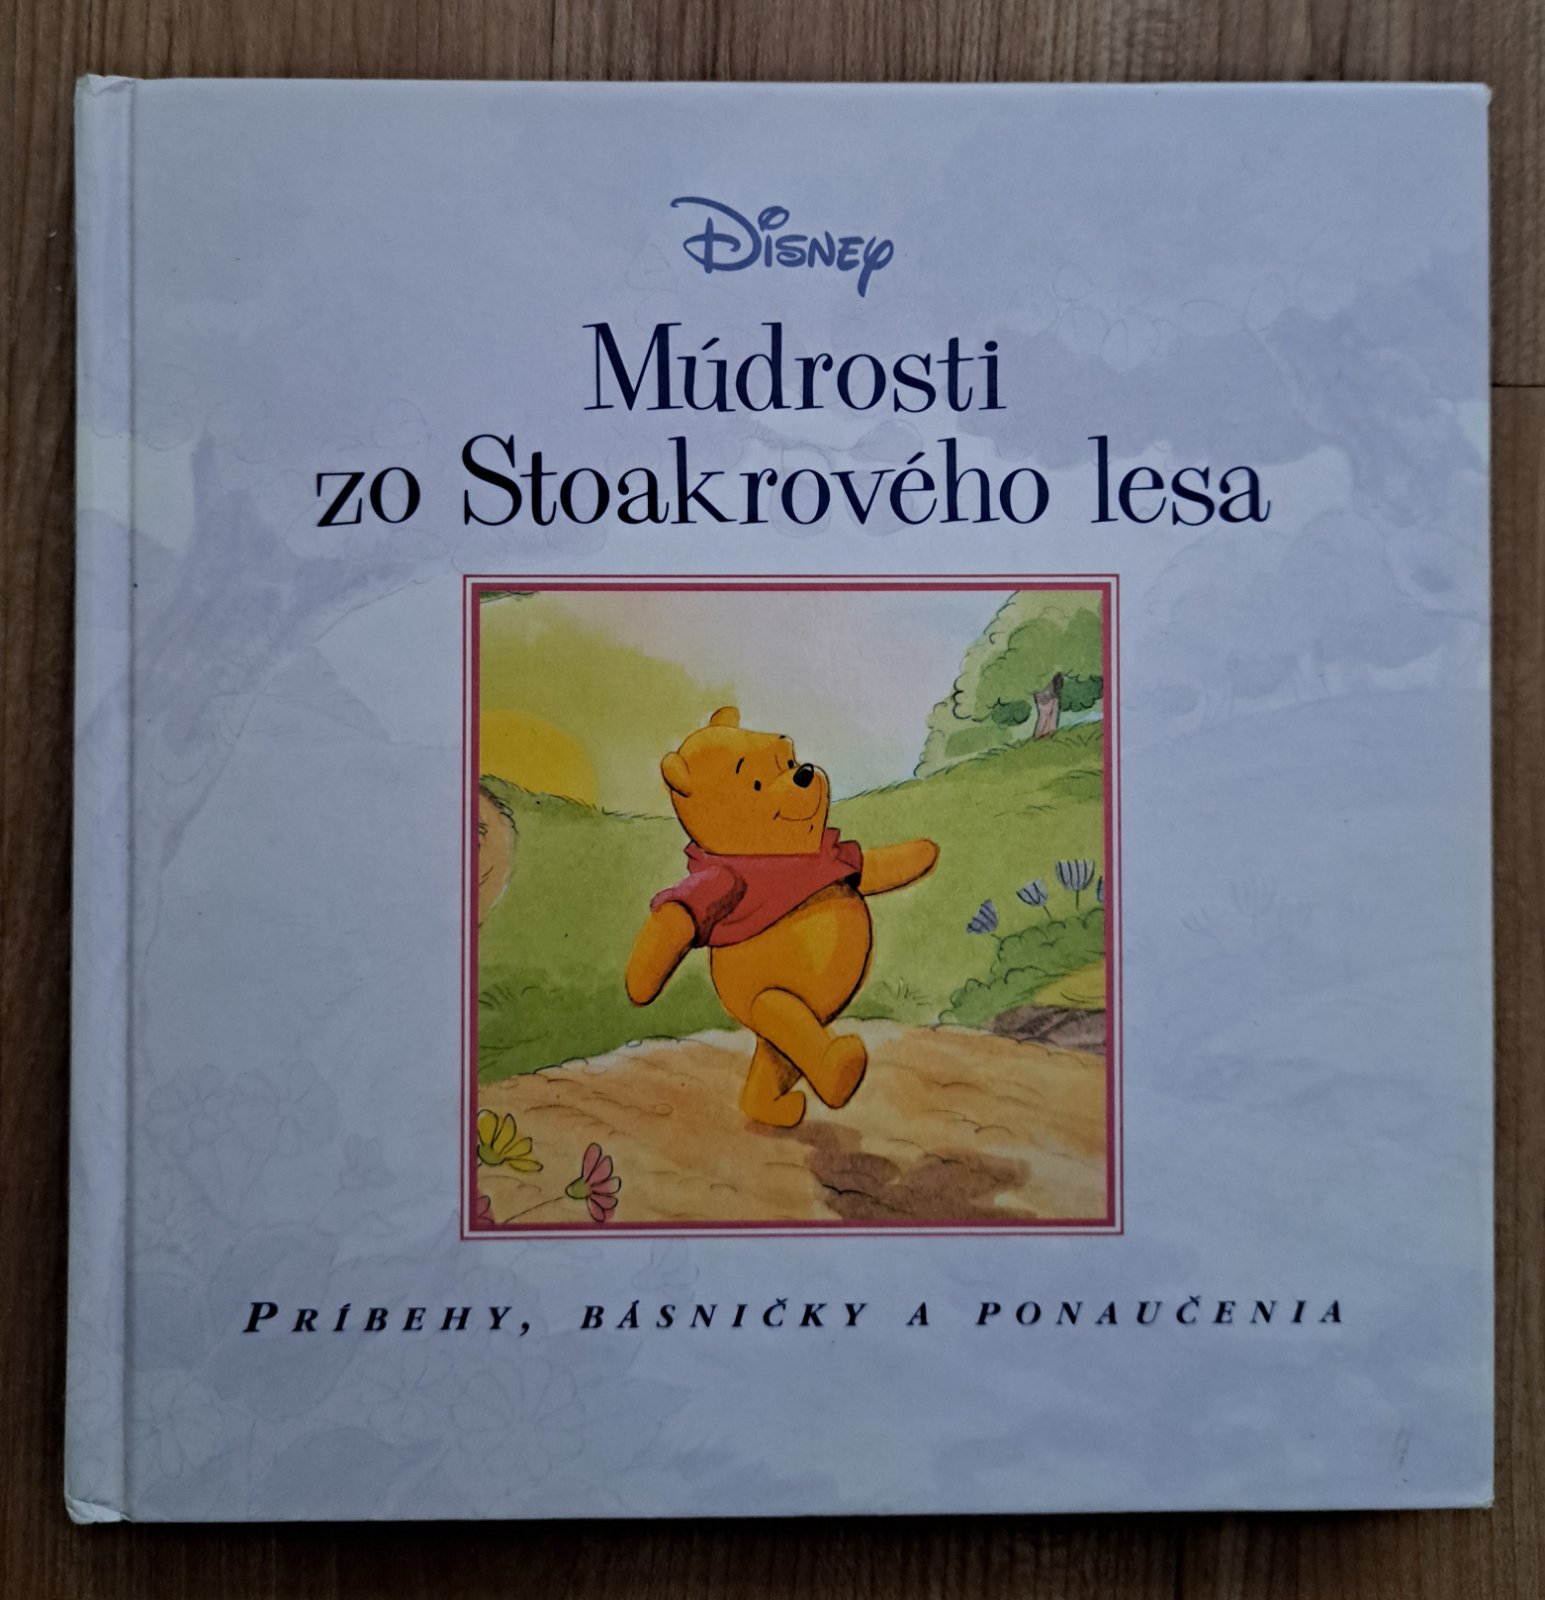 Disney
Múdrosti
zo Stoakrového lesa
PRÍBEHY, BÁSNIČKY A PONAUČENIA